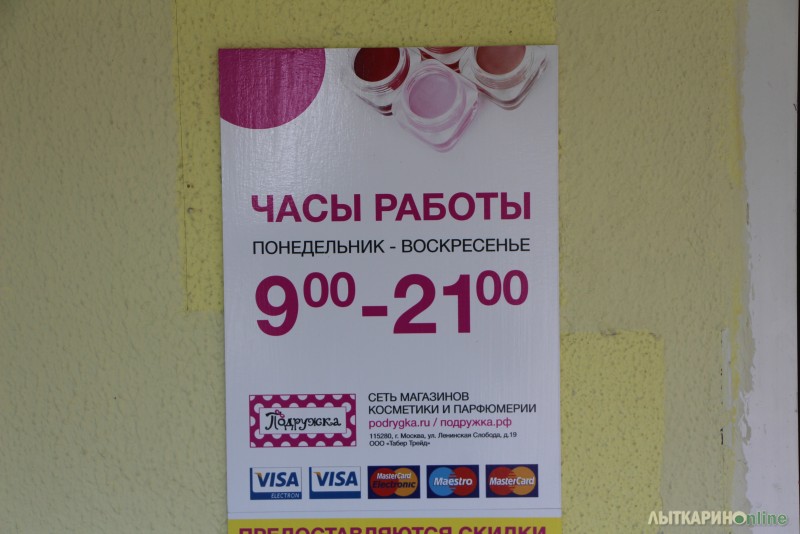 ЧАСЫ РАБОТЫ
ПОНЕДЕЛЬНИК - ВОСКРЕСЕНЬЕ
9⁰⁰-21⁰⁰
Подружка
СЕТЬ МАГАЗИНОВ
КОСМЕТИКИ И ПАРФЮМЕРИИ
podrygka.ru / подружка.рф
115280, г. Москва, ул. Ленинская Слобода, д.19
ООО «Табер Трейд»
VISA ELECTRON VISA MasterCard Electronic Maestro MasterCard
ПРЕДОСТАВЛЯЮТСЯ СКИДКИ
ЛЫТКАРИНОonline